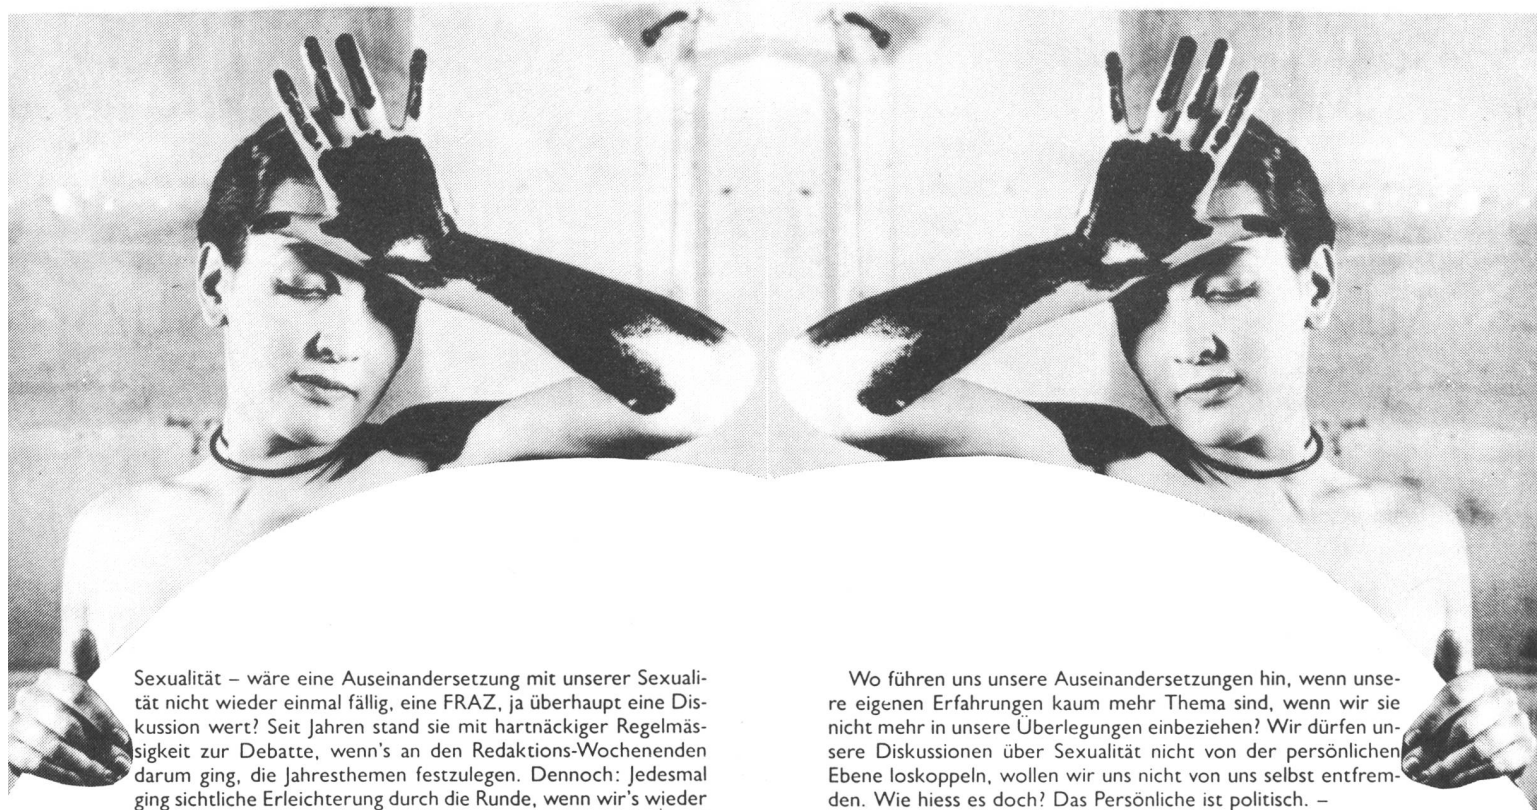 Sexualität – wäre eine Auseinandersetzung mit unserer Sexuali-
tät nicht wieder einmal fällig, eine FRAZ, ja überhaupt eine Dis-
kussion wert? Seit Jahren stand sie mit hartnäckiger Regelmäs-
sigkeit zur Debatte, wenn's an den Redaktions-Wochenenden
darum ging, die Jahresthemen festzulegen. Dennoch: Jedesmal
ging sichtliche Erleichterung durch die Runde, wenn wir's wieder
Wo führen uns unsere Auseinandersetzungen hin, wenn unse-
re eigenen Erfahrungen kaum mehr Thema sind, wenn wir sie
nicht mehr in unsere Überlegungen einbeziehen? Wir dürfen un-
sere Diskussionen über Sexualität nicht von der persönlichen
Ebene loskoppeln, wollen wir uns nicht von uns selbst entfrem-
den. Wie hiess es doch? Das Persönliche ist politisch. –